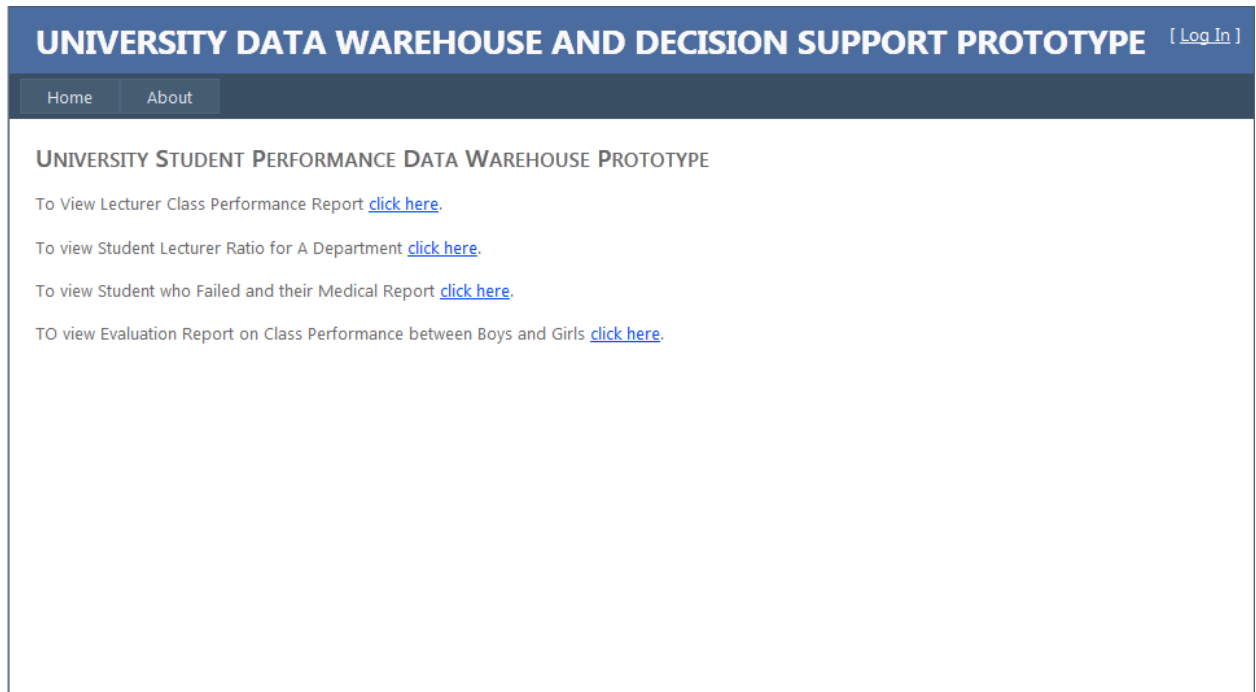 UNIVERSITY DATA WAREHOUSE AND DECISION SUPPORT PROTOTYPE [ Log In ]
Home About
UNIVERSITY STUDENT PERFORMANCE DATA WAREHOUSE PROTOTYPE
To View Lecturer Class Performance Report click here.
To view Student Lecturer Ratio for A Department click here.
To view Student who Failed and their Medical Report click here.
TO view Evaluation Report on Class Performance between Boys and Girls click here.